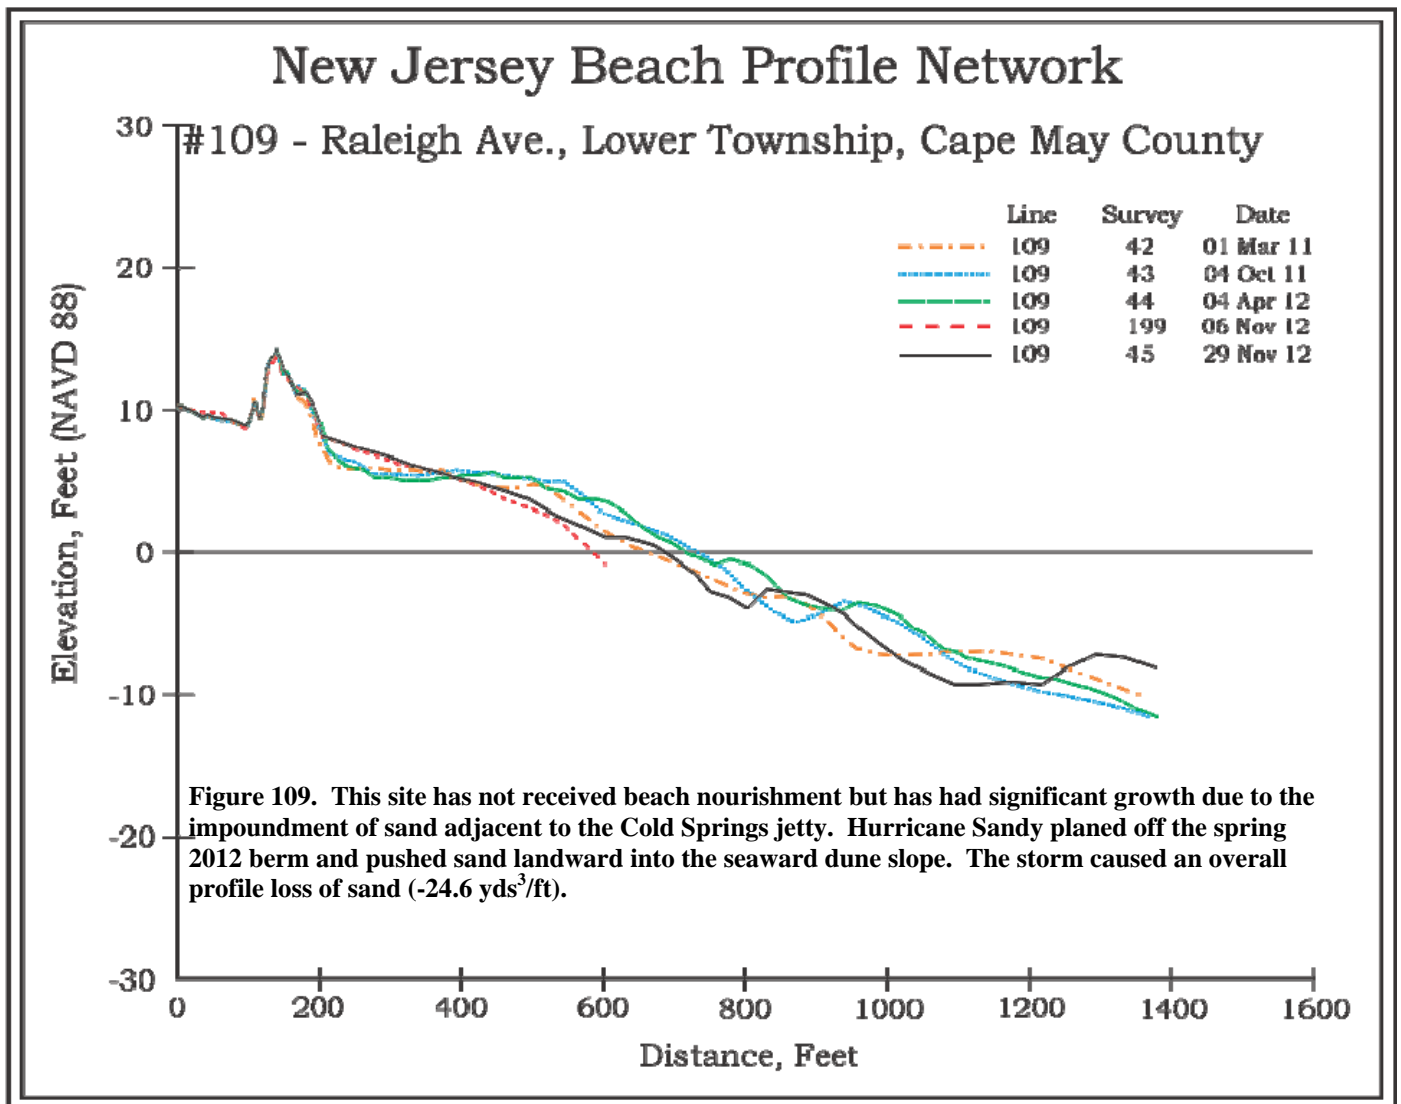 New Jersey Beach Profile Network
#109 - Raleigh Ave., Lower Township, Cape May County
Line Survey Date
109 42 01 Mar 11
109 43 04 Oct 11
109 44 04 Apr 12
109 199 06 Nov 12
109 45 29 Nov 12
Elevation, Feet (NAVD 88)
30
20
10
0
-10
-20
-30
Figure 109. This site has not received beach nourishment but has had significant growth due to the
impoundment of sand adjacent to the Cold Springs jetty. Hurricane Sandy planed off the spring
2012 berm and pushed sand landward into the seaward dune slope. The storm caused an overall
profile loss of sand (-24.6 yds³/ft).
0 200 400 600 800 1000 1200 1400 1600
Distance, Feet